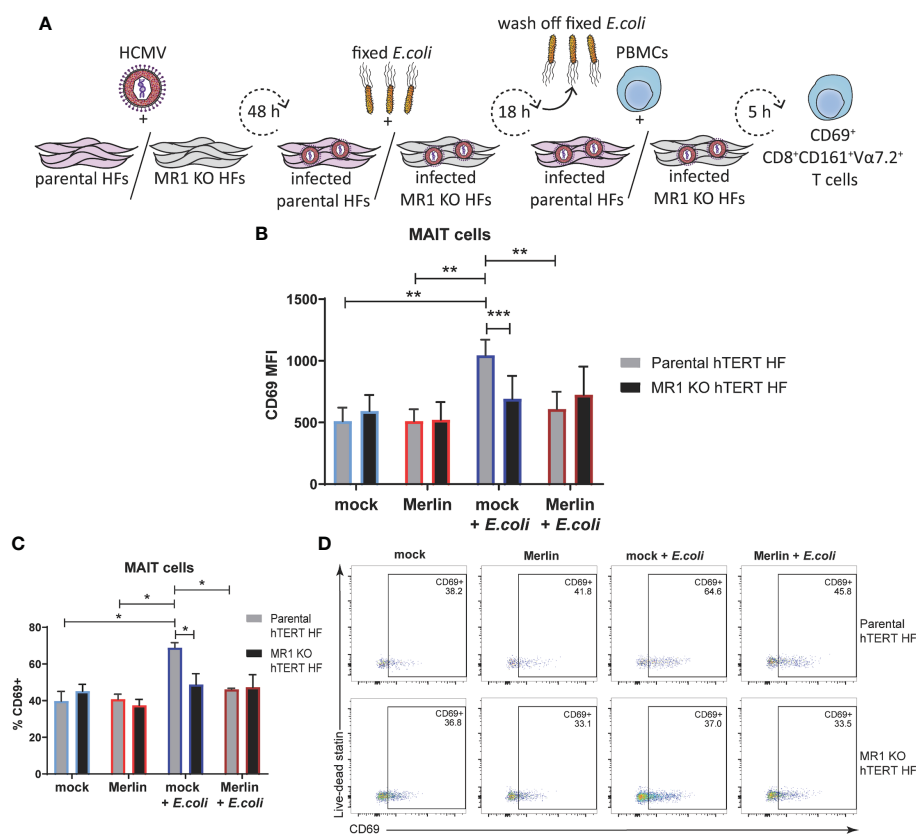 A
HCMV
+
parental HFs
MR1 KO HFs
48 h
fixed E.coli
+
infected
parental HFs
infected
MR1 KO HFs
18 h
wash off fixed E.coli
PBMCs
+
infected
parental HFs
infected
MR1 KO HFs
5 h
CD69+
CD8+CD161+Vα7.2+
T cells
B
MAIT cells
**
**
**
***
1500
1000
500
0
CD69 MFI
mock
Merlin
mock
+ E.coli
Merlin
+ E.coli
Parental hTERT HF
MR1 KO hTERT HF
C
MAIT cells
*
*
*
*
80
60
40
20
0
% CD69+
mock
Merlin
mock
+ E.coli
Merlin
+ E.coli
Parental
hTERT HF
MR1 KO
hTERT HF
D
mock
Merlin
mock + E.coli
Merlin + E.coli
CD69+
38.2
CD69+
41.8
CD69+
64.6
CD69+
45.8
Parental
hTERT HF
CD69+
36.8
CD69+
33.1
CD69+
37.0
CD69+
33.5
MR1 KO
hTERT HF
Live-dead statin
CD69